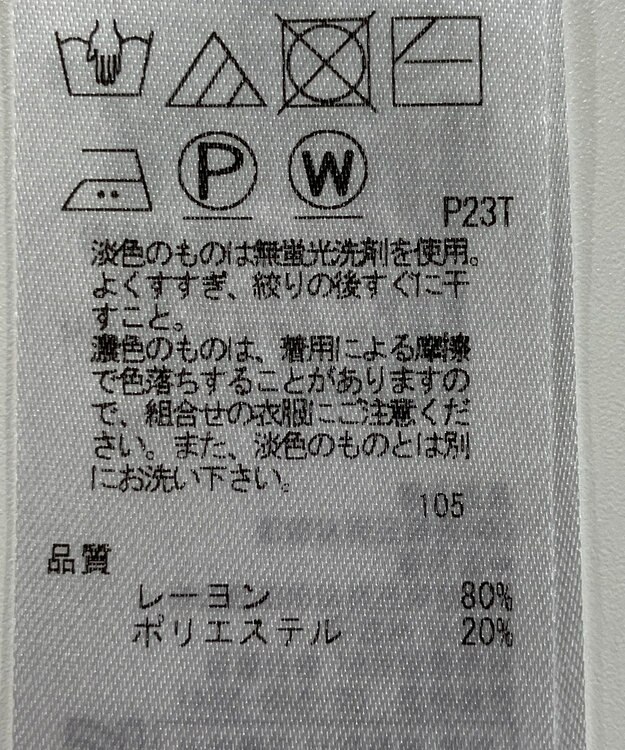 P
W
P23T
淡色のものは無蛍光洗剤を使用。
よくすすぎ、絞りの後すぐに干
すこと。
濃色のものは、着用による摩擦
で色落ちすることがありますの
で、組合せの衣服にご注意くだ
さい。また、淡色のものとは別
にお洗い下さい。
105
品質
レーヨン 80%
ポリエステル 20%